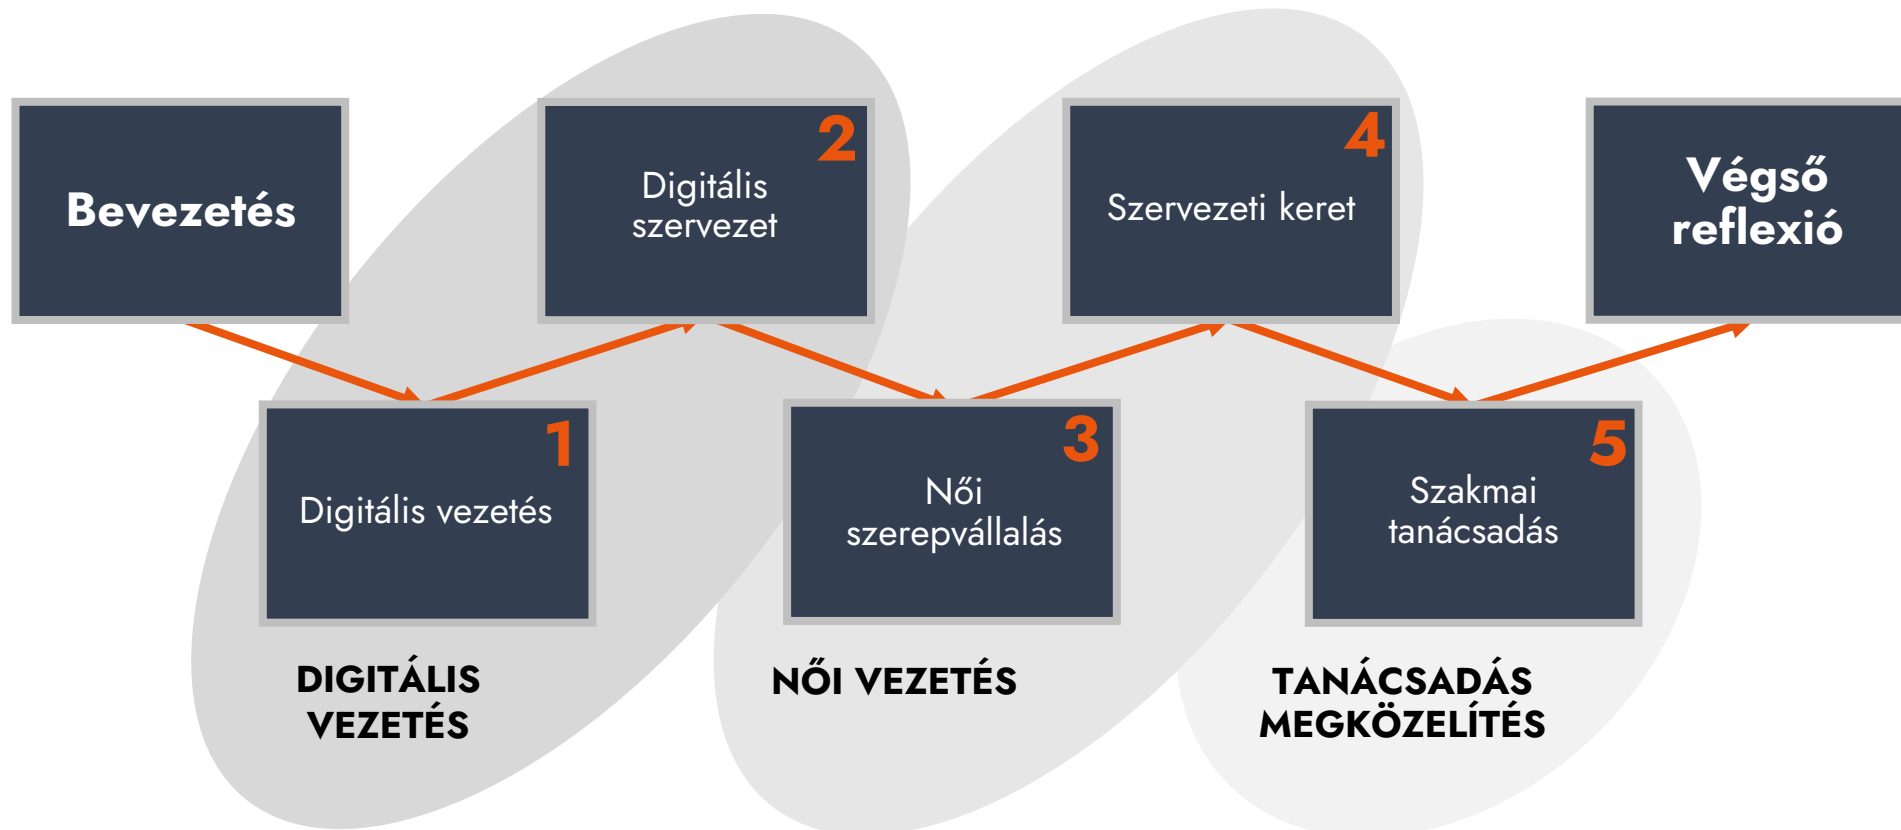 Bevezetés
1
Digitális vezetés
2
Digitális
szervezet
3
Női
szerepvállalás
4
Szervezeti keret
5
Szakmai
tanácsadás
Végső
reflexió
DIGITÁLIS
VEZETÉS
NŐI VEZETÉS
TANÁCSADÁS
MEGKÖZELÍTÉS